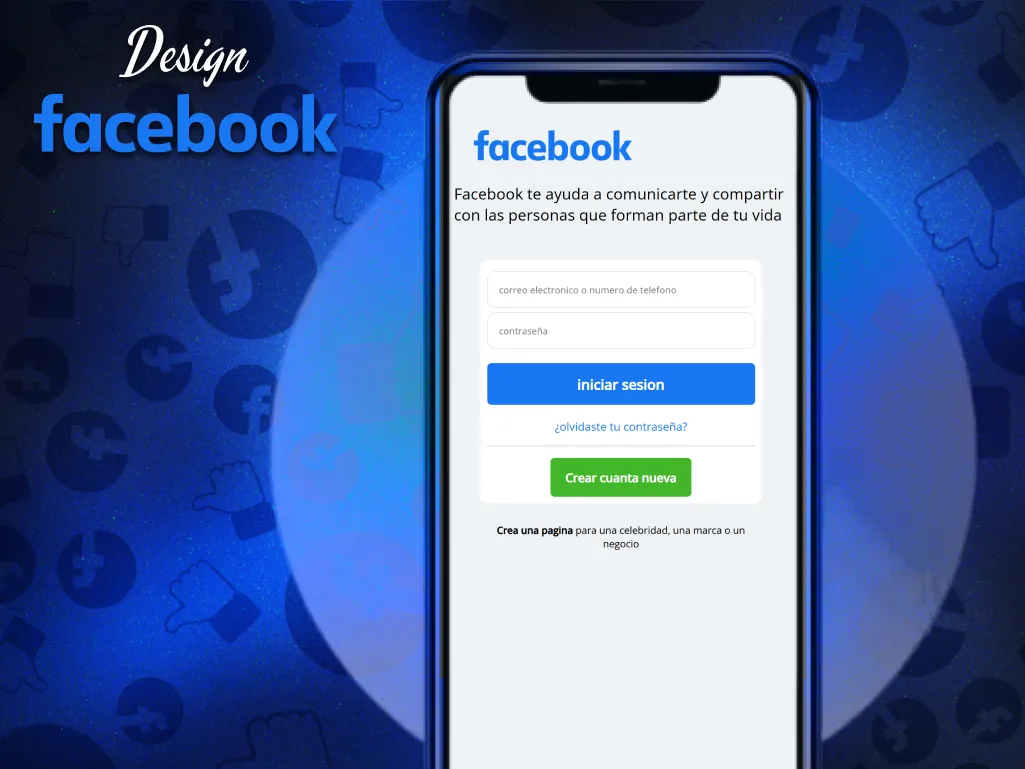 Design
facebook
facebook
Facebook te ayuda a comunicarte y compartir
con las personas que forman parte de tu vida
correo electronico o numero de telefono
contraseña
iniciar sesion
¿olvidaste tu contraseña?
Crear cuanta nueva
Crea una pagina para una celebridad, una marca o un
negocio